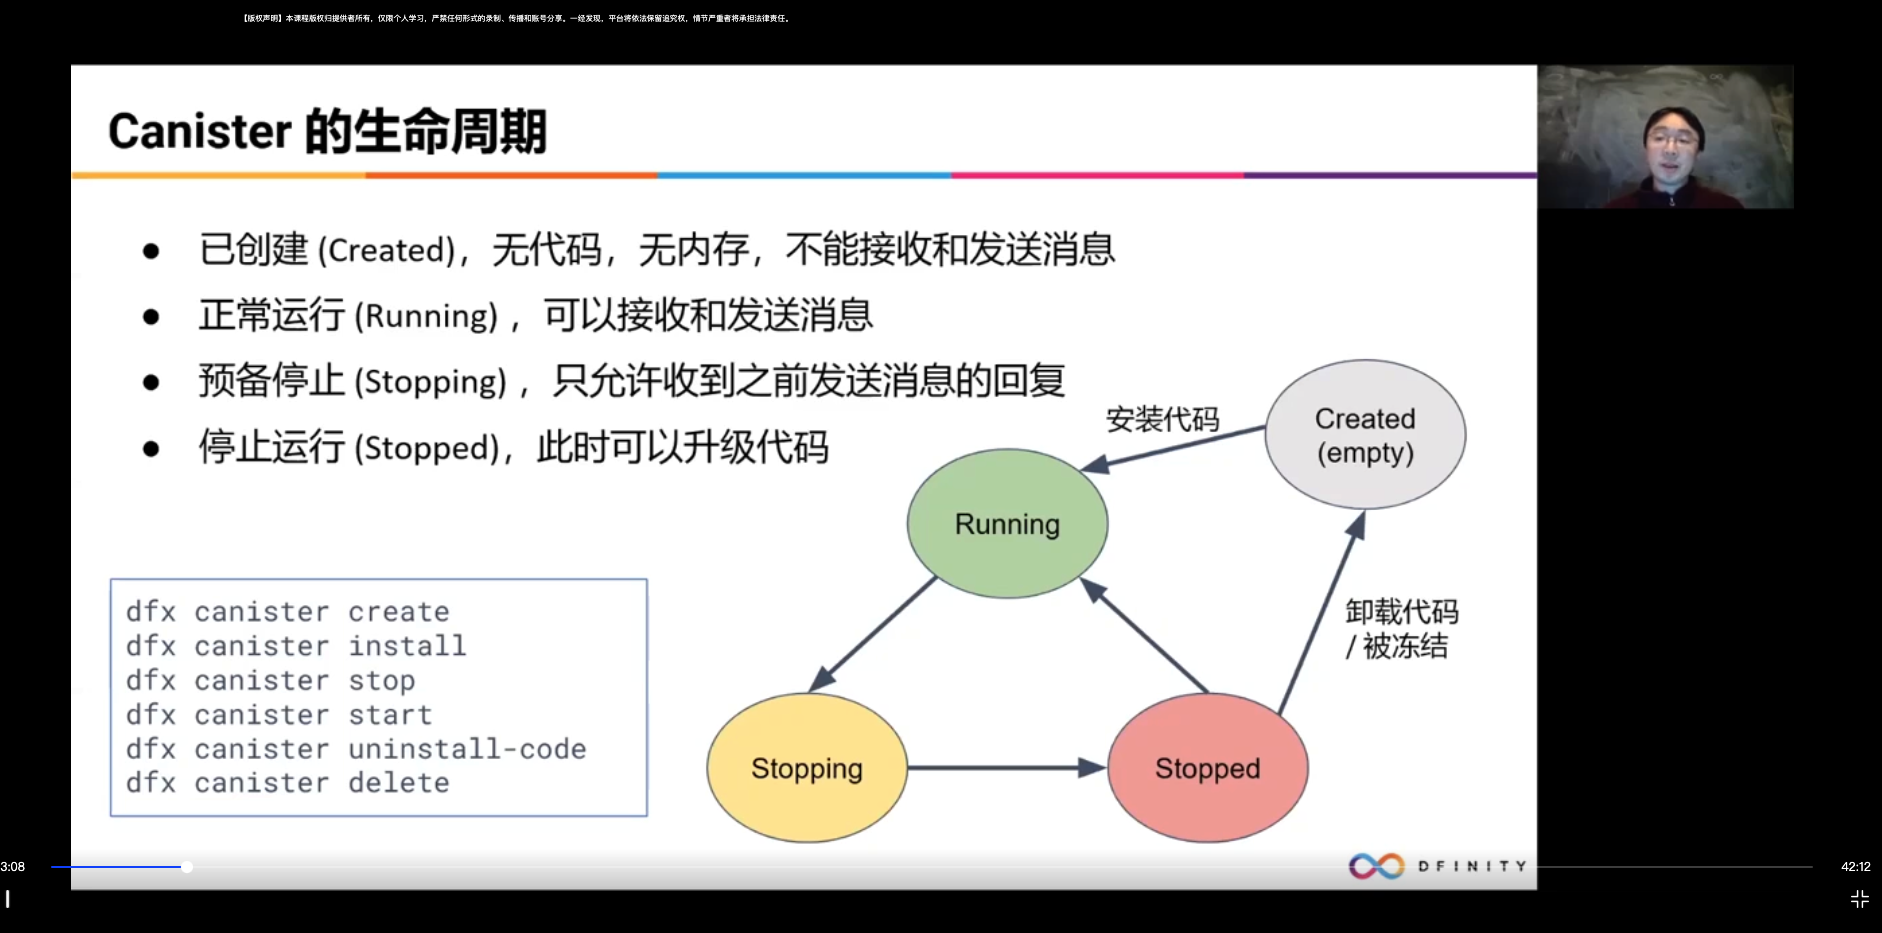 【版权声明】本课程版权归提供者所有，仅限个人学习，严禁任何形式的录制、传播和账号分享。一经发现，平台将依法保留追究权，情节严重者将承担法律责任。
Canister 的生命周期
● 已创建 (Created)，无代码，无内存，不能接收和发送消息
● 正常运行 (Running) ，可以接收和发送消息
● 预备停止 (Stopping) ，只允许收到之前发送消息的回复
● 停止运行 (Stopped)，此时可以升级代码
安装代码
Created
(empty)
Running
卸载代码
/ 被冻结
Stopping
Stopped
dfx canister create
dfx canister install
dfx canister stop
dfx canister start
dfx canister uninstall-code
dfx canister delete
DFINITY
3:08
42:12